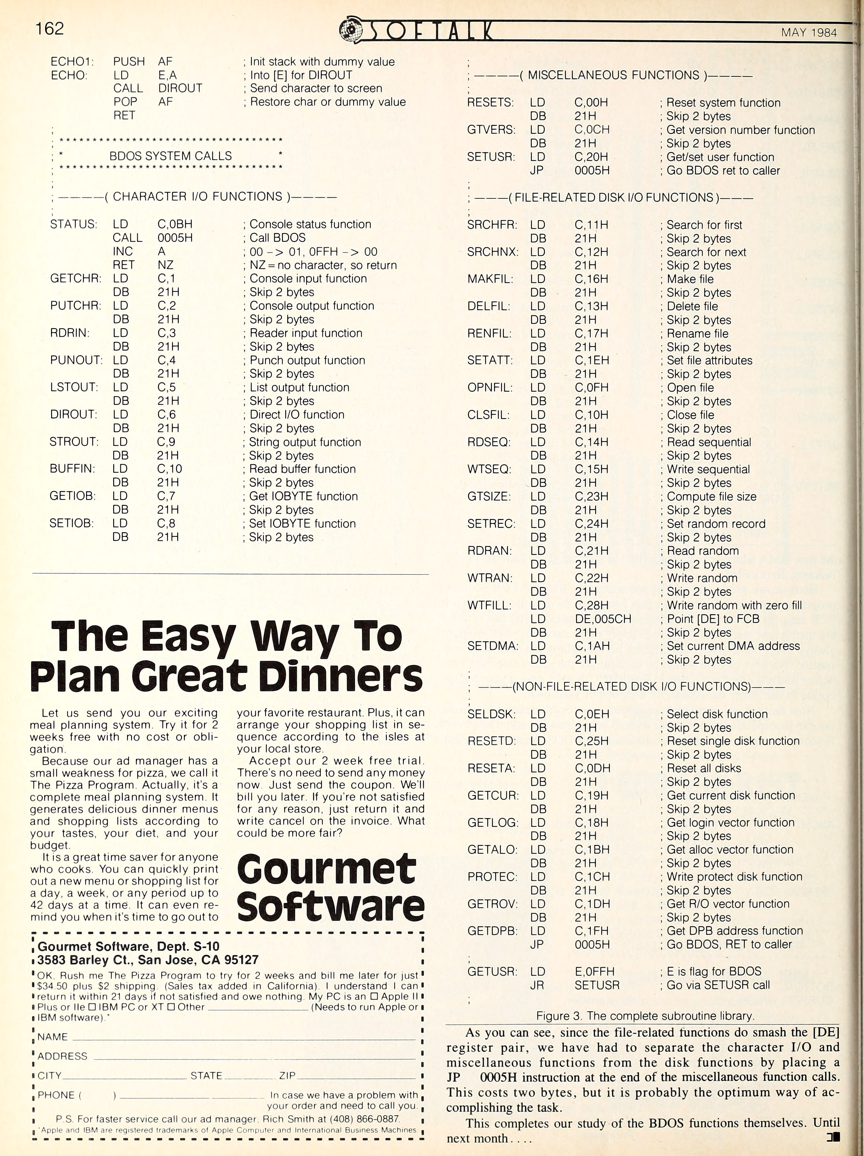 162
SOFTALK
MAY 1984
ECHO1: PUSH AF ; Init stack with dummy value
ECHO: LD E,A ; Into [E] for DIROUT
CALL DIROUT ; Send character to screen
POP AF ; Restore char or dummy value
RET
;
; * * * * * * * * * * * * * * * * * * * * * * * * * * * * * *
; * BDOS SYSTEM CALLS *
; * * * * * * * * * * * * * * * * * * * * * * * * * * * * * *
;
; ————( CHARACTER I/O FUNCTIONS )————
;
STATUS: LD C,0BH ; Console status function
CALL 0005H ; Call BDOS
INC A ; 00 -> 01, 0FFH -> 00
RET NZ ; NZ=no character, so return
GETCHR: LD C,1 ; Console input function
DB 21H ; Skip 2 bytes
PUTCHR: LD C,2 ; Console output function
DB 21H ; Skip 2 bytes
RDRIN: LD C,3 ; Reader input function
DB 21H ; Skip 2 bytes
PUNOUT: LD C,4 ; Punch output function
DB 21H ; Skip 2 bytes
LSTOUT: LD C,5 ; List output function
DB 21H ; Skip 2 bytes
DIROUT: LD C,6 ; Direct I/O function
DB 21H ; Skip 2 bytes
STROUT: LD C,9 ; String output function
DB 21H ; Skip 2 bytes
BUFFIN: LD C,10 ; Read buffer function
DB 21H ; Skip 2 bytes
GETIOB: LD C,7 ; Get IOBYTE function
DB 21H ; Skip 2 bytes
SETIOB: LD C,8 ; Set IOBYTE function
DB 21H ; Skip 2 bytes
;
; ————( MISCELLANEOUS FUNCTIONS )————
;
RESETS: LD C,00H ; Reset system function
DB 21H ; Skip 2 bytes
GTVERS: LD C,0CH ; Get version number function
DB 21H ; Skip 2 bytes
SETUSR: LD C,20H ; Get/set user function
JP 0005H ; Go BDOS ret to caller
;
; ———(FILE-RELATED DISK I/O FUNCTIONS)———
;
SRCHFR: LD C,11H ; Search for first
DB 21H ; Skip 2 bytes
SRCHNX: LD C,12H ; Search for next
DB 21H ; Skip 2 bytes
MAKFIL: LD C,16H ; Make file
DB 21H ; Skip 2 bytes
DELFIL: LD C,13H ; Delete file
DB 21H ; Skip 2 bytes
RENFIL: LD C,17H ; Rename file
DB 21H ; Skip 2 bytes
SETATT: LD C,1EH ; Set file attributes
DB 21H ; Skip 2 bytes
OPNFIL: LD C,0FH ; Open file
DB 21H ; Skip 2 bytes
CLSFIL: LD C,10H ; Close file
DB 21H ; Skip 2 bytes
RDSEQ: LD C,14H ; Read sequential
DB 21H ; Skip 2 bytes
WTSEQ: LD C,15H ; Write sequential
DB 21H ; Skip 2 bytes
GTSIZE: LD C,23H ; Compute file size
DB 21H ; Skip 2 bytes
SETREC: LD C,24H ; Set random record
DB 21H ; Skip 2 bytes
RDRAN: LD C,21H ; Read random
DB 21H ; Skip 2 bytes
WTRAN: LD C,22H ; Write random
DB 21H ; Skip 2 bytes
WTFILL: LD C,28H ; Write random with zero fill
LD DE,005CH ; Point [DE] to FCB
DB 21H ; Skip 2 bytes
SETDMA: LD C,1AH ; Set current DMA address
DB 21H ; Skip 2 bytes
;
; ———(NON-FILE-RELATED DISK I/O FUNCTIONS)———
;
SELDSK: LD C,0EH ; Select disk function
DB 21H ; Skip 2 bytes
RESETD: LD C,25H ; Reset single disk function
DB 21H ; Skip 2 bytes
RESETA: LD C,0DH ; Reset all disks
DB 21H ; Skip 2 bytes
GETCUR: LD C,19H ; Get current disk function
DB 21H ; Skip 2 bytes
GETLOG: LD C,18H ; Get login vector function
DB 21H ; Skip 2 bytes
GETALO: LD C,1BH ; Get alloc vector function
DB 21H ; Skip 2 bytes
PROTEC: LD C,1CH ; Write protect disk function
DB 21H ; Skip 2 bytes
GETROV: LD C,1DH ; Get R/O vector function
DB 21H ; Skip 2 bytes
GETDPB: LD C,1FH ; Get DPB address function
JP 0005H ; Go BDOS, RET to caller
;
GETUSR: LD E,0FFH ; E is flag for BDOS
JR SETUSR ; Go via SETUSR call
;
Figure 3. The complete subroutine library.
As you can see, since the file-related functions do smash the [DE]
register pair, we have had to separate the character I/O and
miscellaneous functions from the disk functions by placing a
JP 0005H instruction at the end of the miscellaneous function calls.
This costs two bytes, but it is probably the optimum way of ac-
complishing the task.
This completes our study of the BDOS functions themselves. Until
next month . . . .
The Easy Way To
Plan Great Dinners
Let us send you our exciting
meal planning system. Try it for 2
weeks free with no cost or obli-
gation.
Because our ad manager has a
small weakness for pizza, we call it
The Pizza Program. Actually, it's a
complete meal planning system. It
generates delicious dinner menus
and shopping lists according to
your tastes, your diet, and your
budget.
It is a great time saver for anyone
who cooks. You can quickly print
out a new menu or shopping list for
a day, a week, or any period up to
42 days at a time. It can even re-
mind you when it's time to go out to
your favorite restaurant. Plus, it can
arrange your shopping list in se-
quence according to the isles at
your local store.
Accept our 2 week free trial.
There's no need to send any money
now. Just send the coupon. We'll
bill you later. If you're not satisfied
for any reason, just return it and
write cancel on the invoice. What
could be more fair?
Gourmet
Software
Gourmet Software, Dept. S-10
3583 Barley Ct., San Jose, CA 95127
OK. Rush me The Pizza Program to try for 2 weeks and bill me later for just
$34.50 plus $2 shipping. (Sales tax added in California). I understand I can
return it within 21 days if not satisfied and owe nothing. My PC is an ☐ Apple II
Plus or IIe ☐ IBM PC or XT ☐ Other ____ (Needs to run Apple or
IBM software).*
NAME
ADDRESS
CITY STATE ZIP
PHONE ( ) In case we have a problem with
your order and need to call you.
P.S. For faster service call our ad manager, Rich Smith at (408) 866-0887.
*Apple and IBM are registered trademarks of Apple Computer and International Business Machines.